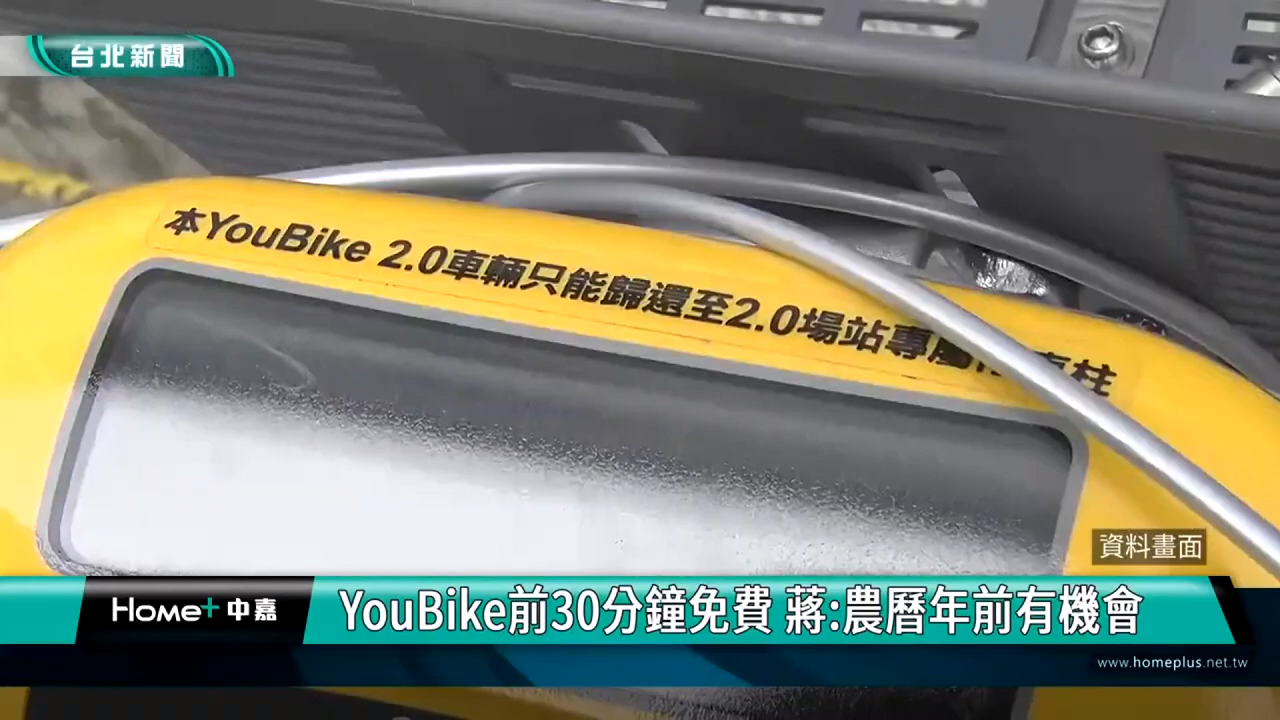 台北新聞
本YouBike 2.0車輛只能歸還至2.0場站專屬 車柱
資料畫面
Home+ 中嘉
YouBike前30分鐘免費 蔣:農曆年前有機會
www.homeplus.net.tw